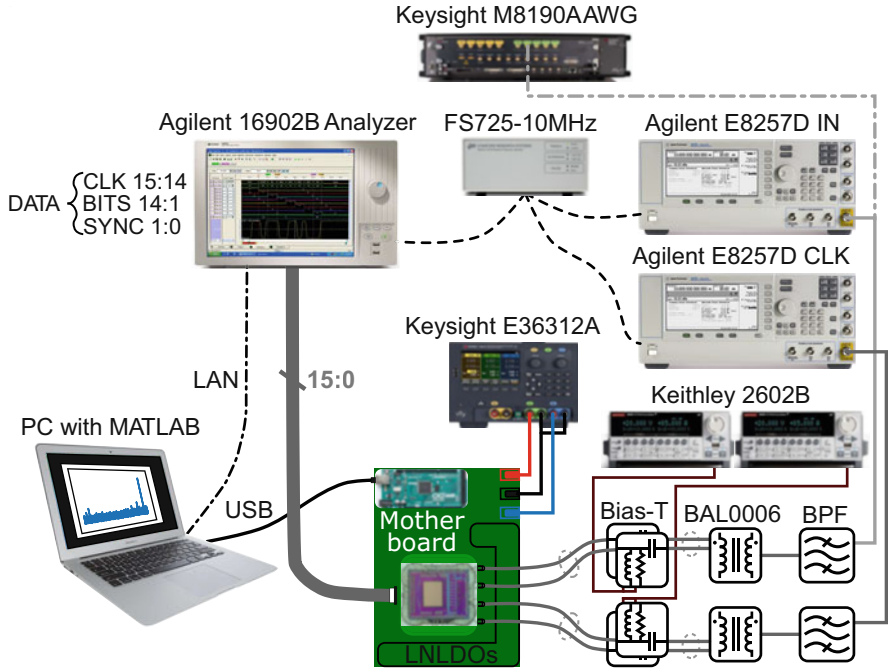 Keysight M8190A AWG
Agilent 16902B Analyzer
FS725-10MHz
Agilent E8257D IN
DATA
CLK 15:14
BITS 14:1
SYNC 1:0
Agilent E8257D CLK
Keysight E36312A
LAN
15:0
Keithley 2602B
PC with MATLAB
USB
Mother
board
Bias-T
BAL0006
BPF
LNLDOs